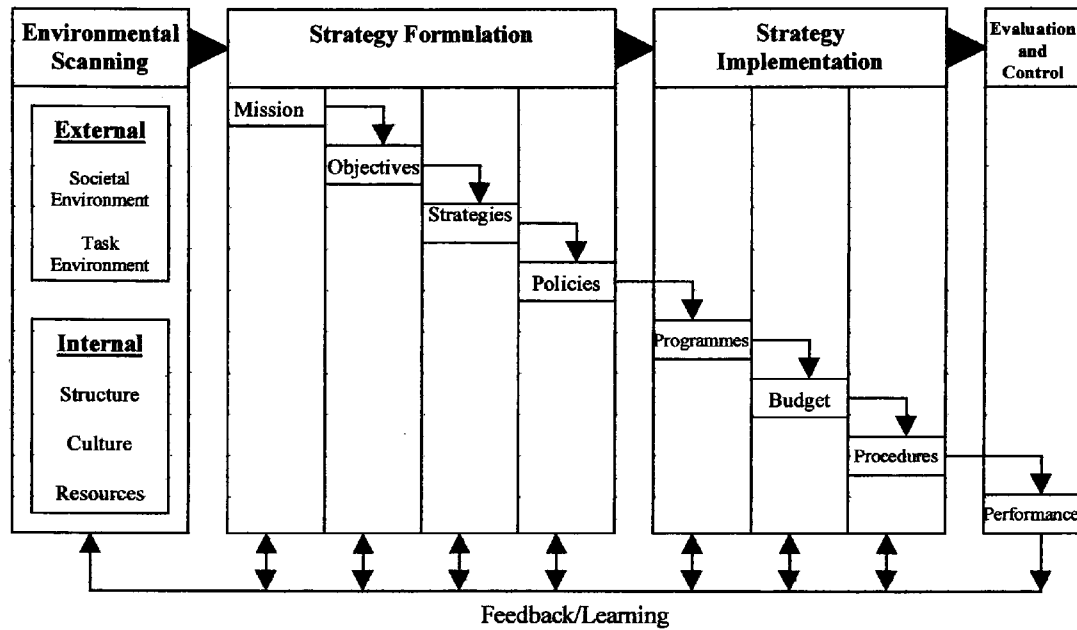 Environmental
Scanning
Strategy Formnlation
Strategy
Implementation
Evaluation
and
Control
External
Societal
Environment
Task
Environment
Internal
Structure
Culture
Resources
Mission
Objectives
Strategies
Policies
Programmes
Budget
Procedures
Performance
Feedback/Learning